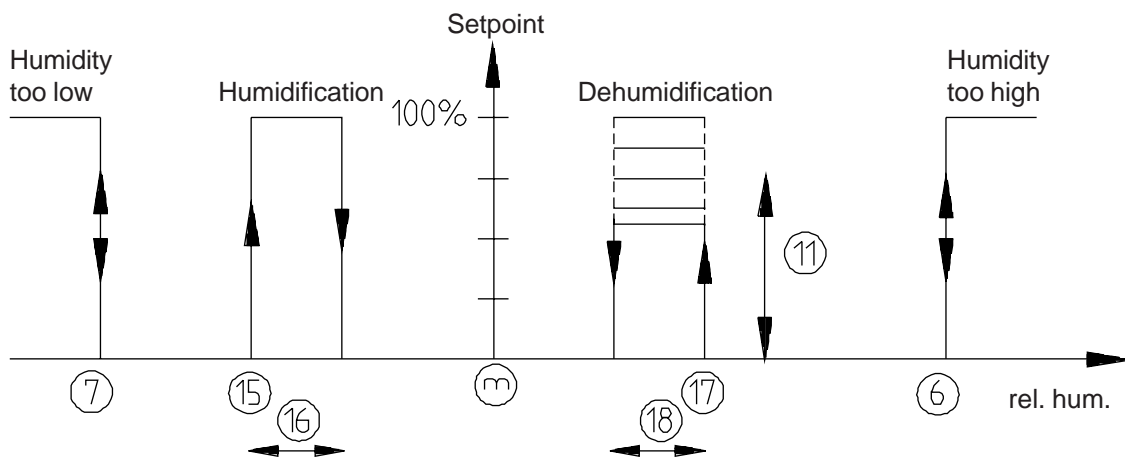 Setpoint
Humidity
too low
Humidification
100%
Dehumidification
Humidity
too high
11
7
15
17
6
16
18
rel. hum.